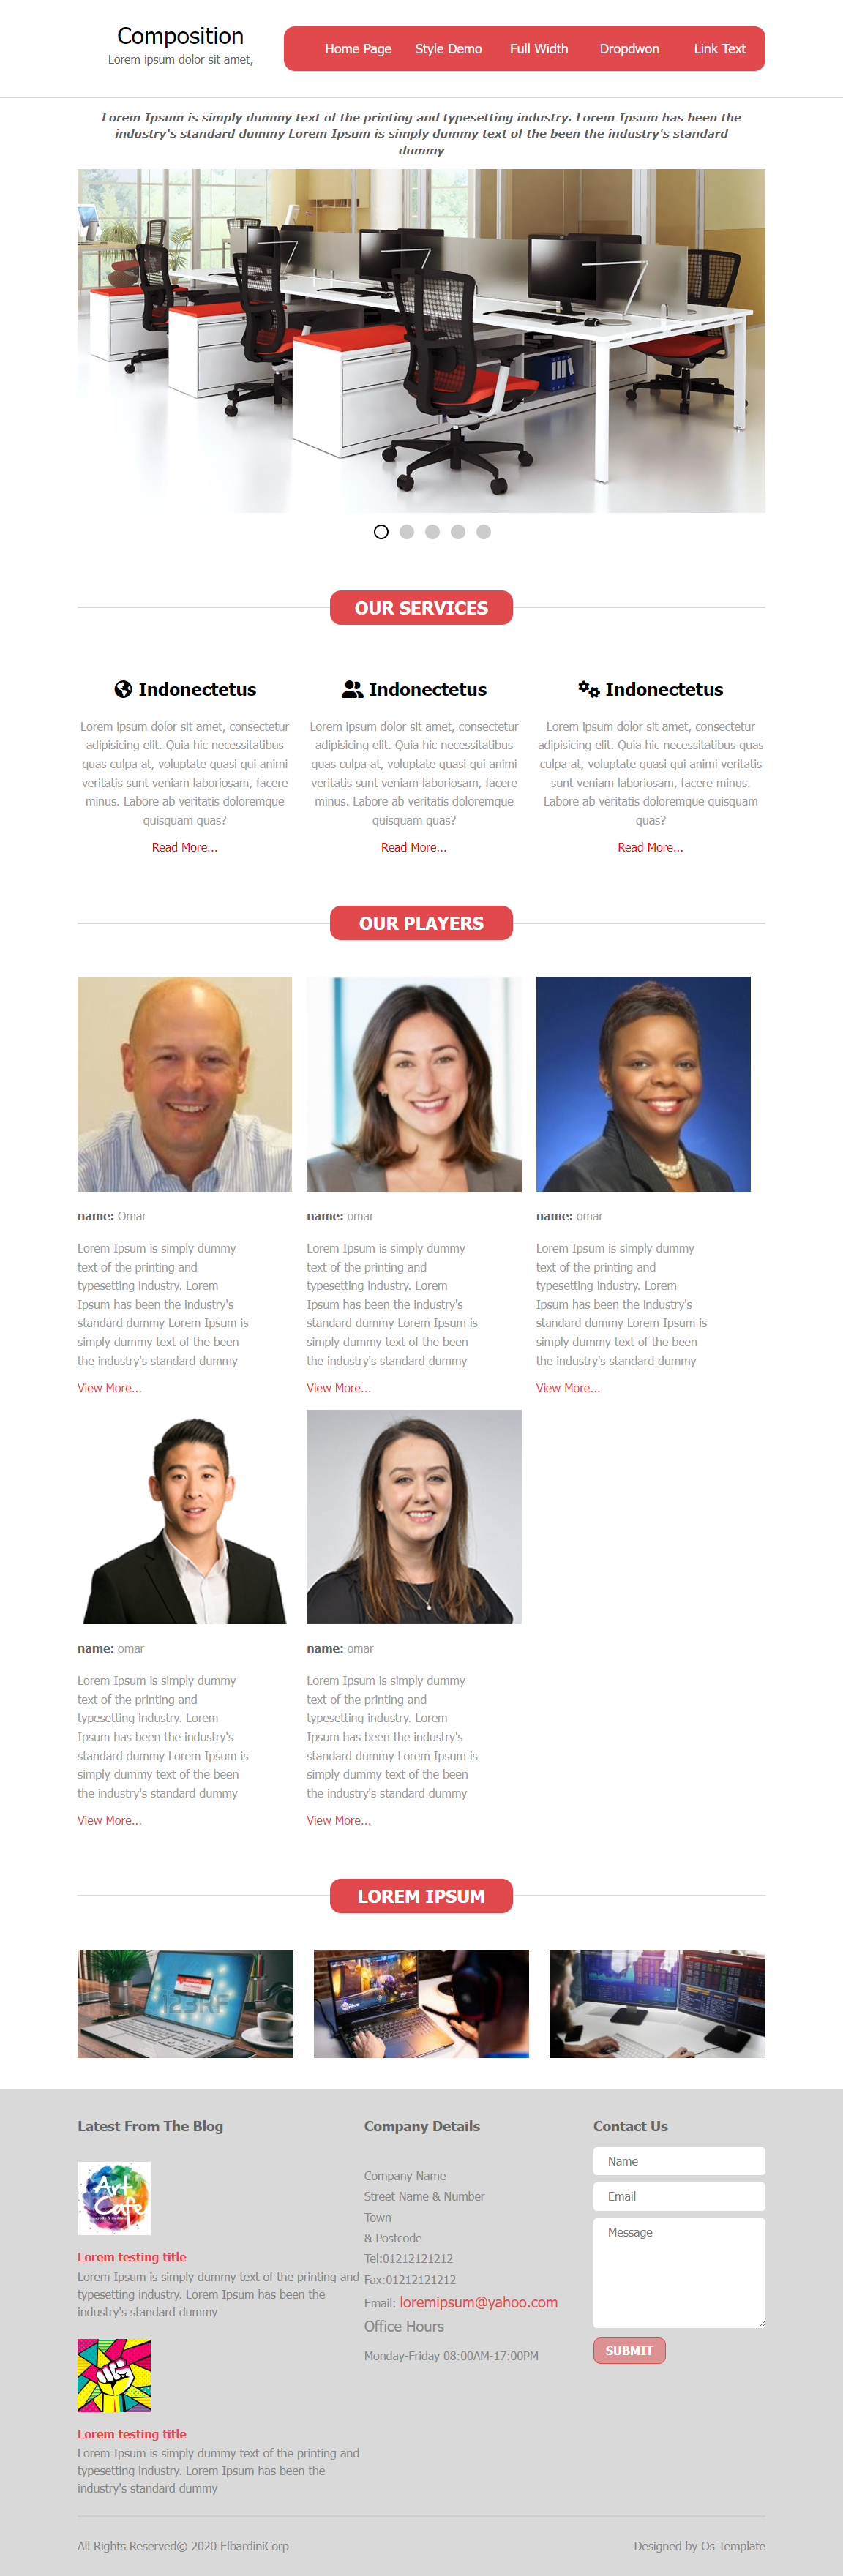 Composition
Lorem ipsum dolor sit amet,
Home Page Style Demo Full Width Dropdwon Link Text
Lorem Ipsum is simply dummy text of the printing and typesetting industry. Lorem Ipsum has been the
industry's standard dummy Lorem Ipsum is simply dummy text of the been the industry's standard
dummy
OUR SERVICES
Indonectetus
Lorem ipsum dolor sit amet, consectetur
adipisicing elit. Quia hic necessitatibus
quas culpa at, voluptate quasi qui animi
veritatis sunt veniam laboriosam, facere
minus. Labore ab veritatis doloremque
quisquam quas?
Read More...
Indonectetus
Lorem ipsum dolor sit amet, consectetur
adipisicing elit. Quia hic necessitatibus
quas culpa at, voluptate quasi qui animi
veritatis sunt veniam laboriosam, facere
minus. Labore ab veritatis doloremque
quisquam quas?
Read More...
Indonectetus
Lorem ipsum dolor sit amet, consectetur
adipisicing elit. Quia hic necessitatibus quas
culpa at, voluptate quasi qui animi veritatis
sunt veniam laboriosam, facere minus.
Labore ab veritatis doloremque quisquam
quas?
Read More...
OUR PLAYERS
name: Omar
Lorem Ipsum is simply dummy
text of the printing and
typesetting industry. Lorem
Ipsum has been the industry's
standard dummy Lorem Ipsum is
simply dummy text of the been
the industry's standard dummy
View More...
name: omar
Lorem Ipsum is simply dummy
text of the printing and
typesetting industry. Lorem
Ipsum has been the industry's
standard dummy Lorem Ipsum is
simply dummy text of the been
the industry's standard dummy
View More...
name: omar
Lorem Ipsum is simply dummy
text of the printing and
typesetting industry. Lorem
Ipsum has been the industry's
standard dummy Lorem Ipsum is
simply dummy text of the been
the industry's standard dummy
View More...
name: omar
Lorem Ipsum is simply dummy
text of the printing and
typesetting industry. Lorem
Ipsum has been the industry's
standard dummy Lorem Ipsum is
simply dummy text of the been
the industry's standard dummy
View More...
name: omar
Lorem Ipsum is simply dummy
text of the printing and
typesetting industry. Lorem
Ipsum has been the industry's
standard dummy Lorem Ipsum is
simply dummy text of the been
the industry's standard dummy
View More...
LOREM IPSUM
123RF
Latest From The Blog
Art
Cafe
Lorem testing title
Lorem Ipsum is simply dummy text of the printing and
typesetting industry. Lorem Ipsum has been the
industry's standard dummy
Lorem testing title
Lorem Ipsum is simply dummy text of the printing and
typesetting industry. Lorem Ipsum has been the
industry's standard dummy
Company Details
Company Name
Street Name & Number
Town
& Postcode
Tel:01212121212
Fax:01212121212
Email: loremipsum@yahoo.com
Office Hours
Monday-Friday 08:00AM-17:00PM
Contact Us
Name
Email
Message
SUBMIT
All Rights Reserved© 2020 ElbardiniCorp
Designed by Os Template